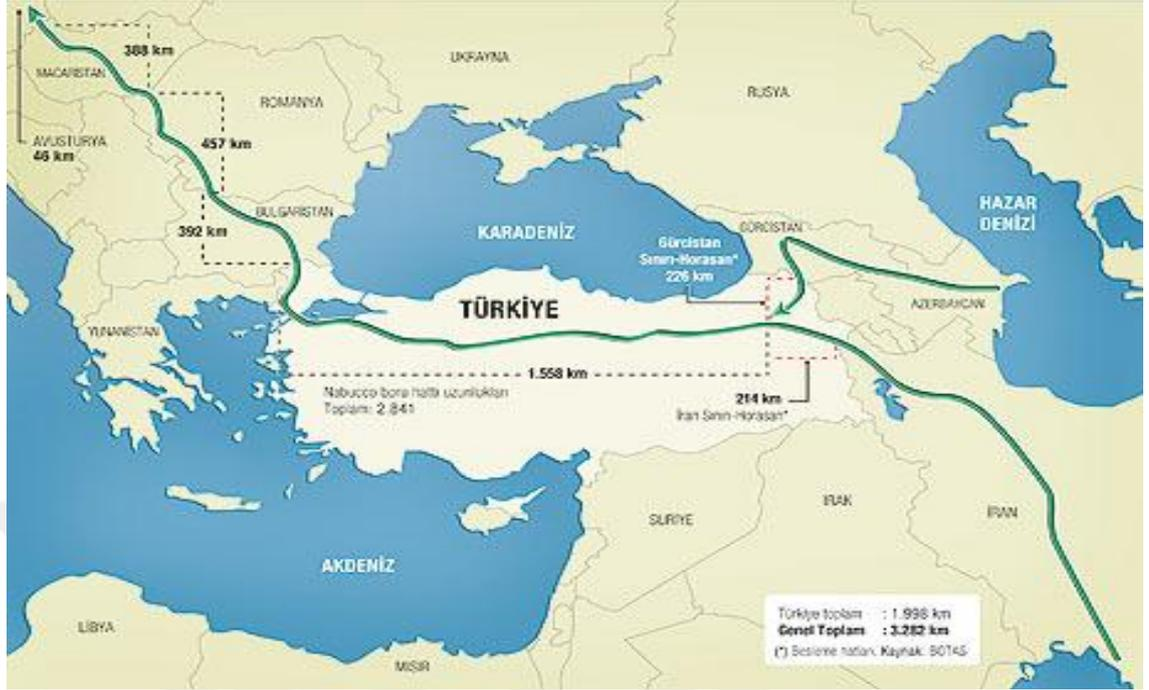 388 km
UKRAYNA
MACARİSTAN
ROMANYA
RUSYA
AVUSTURYA
46 km
457 km
BULGARİSTAN
392 km
KARADENİZ
GÜRCİSTAN
HAZAR
DENİZİ
Gürcistan
Sınırı-Horasan*
226 km
TÜRKİYE
AZERBAYCAN
YUNANİSTAN
1.558 km
Nabucco boru hattı uzunlukları
Toplam: 2.841
214 km
İran Sınırı-Horasan*
SURİYE
IRAK
İRAN
AKDENİZ
LİBYA
MISIR
Türkiye toplam : 1.998 km
Genel Toplam : 3.282 km
(*) Besleme hatları. Kaynak: BOTAŞ